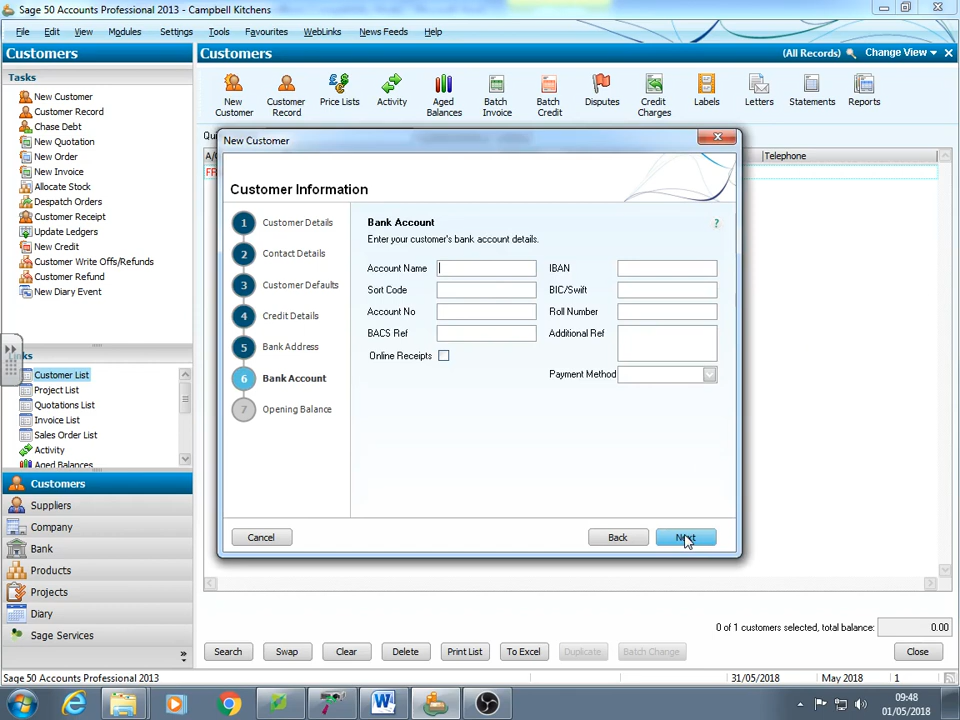 Sage 50 Accounts Professional 2013 - Campbell Kitchens
File Edit View Modules Settings Tools Favourites WebLinks News Feeds Help
Customers
Tasks
New Customer
Customer Record
Chase Debt
New Quotation
New Order
New Invoice
Allocate Stock
Despatch Orders
Customer Receipt
Update Ledgers
New Credit
Customer Write Offs/Refunds
Customer Refund
New Diary Event
Links
Customer List
Project List
Quotations List
Invoice List
Sales Order List
Activity
Aged Balances
Customers
Suppliers
Company
Bank
Products
Projects
Diary
Sage Services
Customers
(All Records) Change View
New Customer
Customer Record
Price Lists
Activity
Aged Balances
Batch Invoice
Batch Credit
Disputes
Credit Charges
Labels
Letters
Statements
Reports
Telephone
New Customer
Customer Information
1 Customer Details
2 Contact Details
3 Customer Defaults
4 Credit Details
5 Bank Address
6 Bank Account
7 Opening Balance
Bank Account ?
Enter your customer's bank account details.
Account Name IBAN
Sort Code BIC/Swift
Account No Roll Number
BACS Ref Additional Ref
Online Receipts
Payment Method
Cancel Back Next
0 of 1 customers selected, total balance: 0.00
Search Swap Clear Delete Print List To Excel Duplicate Batch Change Close
Sage 50 Accounts Professional 2013 31/05/2018 May 2018 1
09:48
01/05/2018